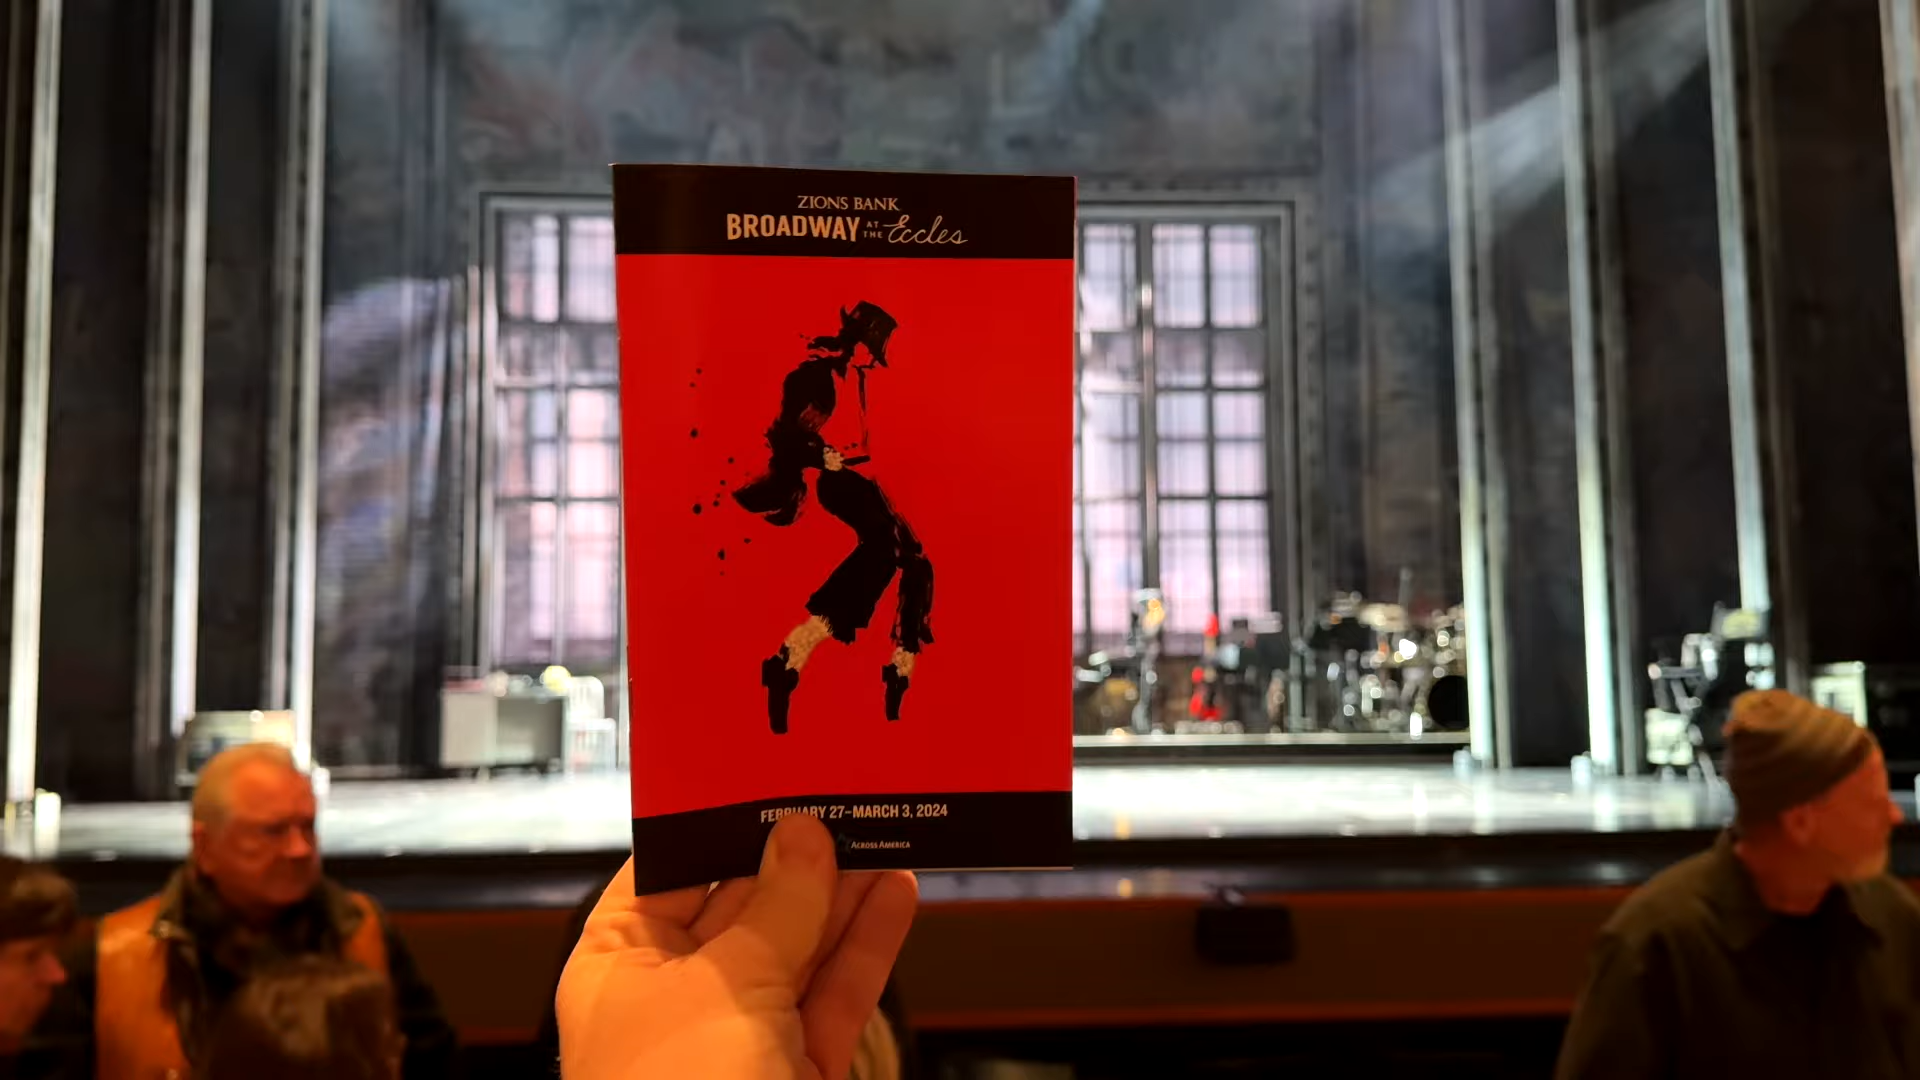 ZIONS BANK
BROADWAY AT THE Eccles
FEBRUARY 27–MARCH 3, 2024
ACROSS AMERICA